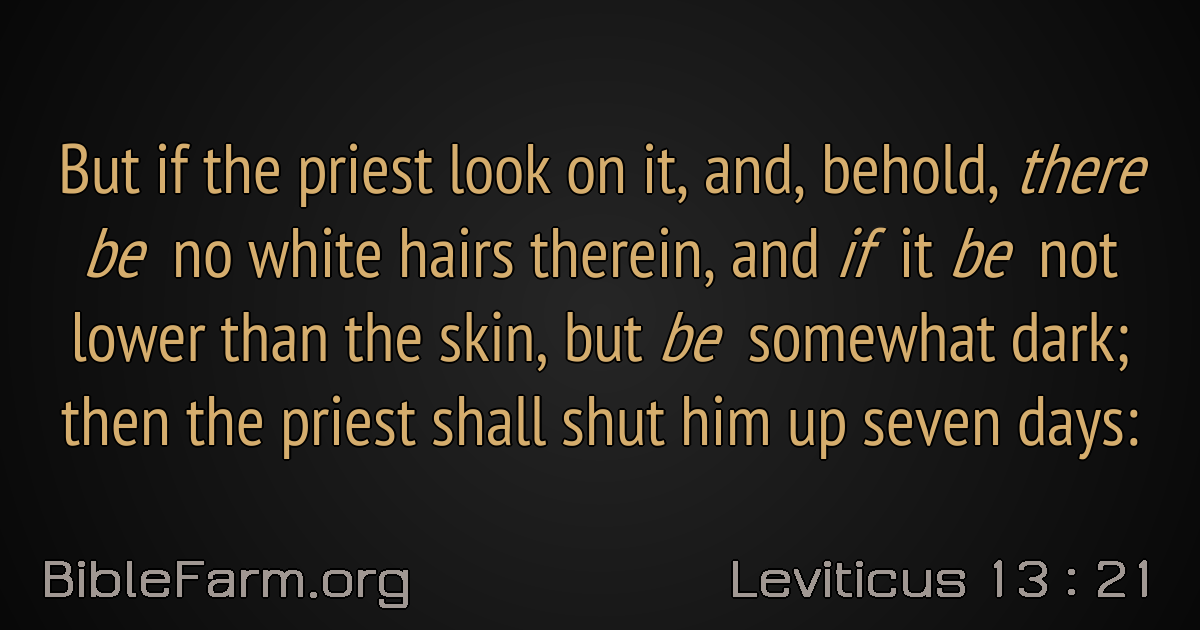 But if the priest look on it, and, behold, there
be no white hairs therein, and if it be not
lower than the skin, but be somewhat dark;
then the priest shall shut him up seven days:
BibleFarm.org
Leviticus 13 : 21